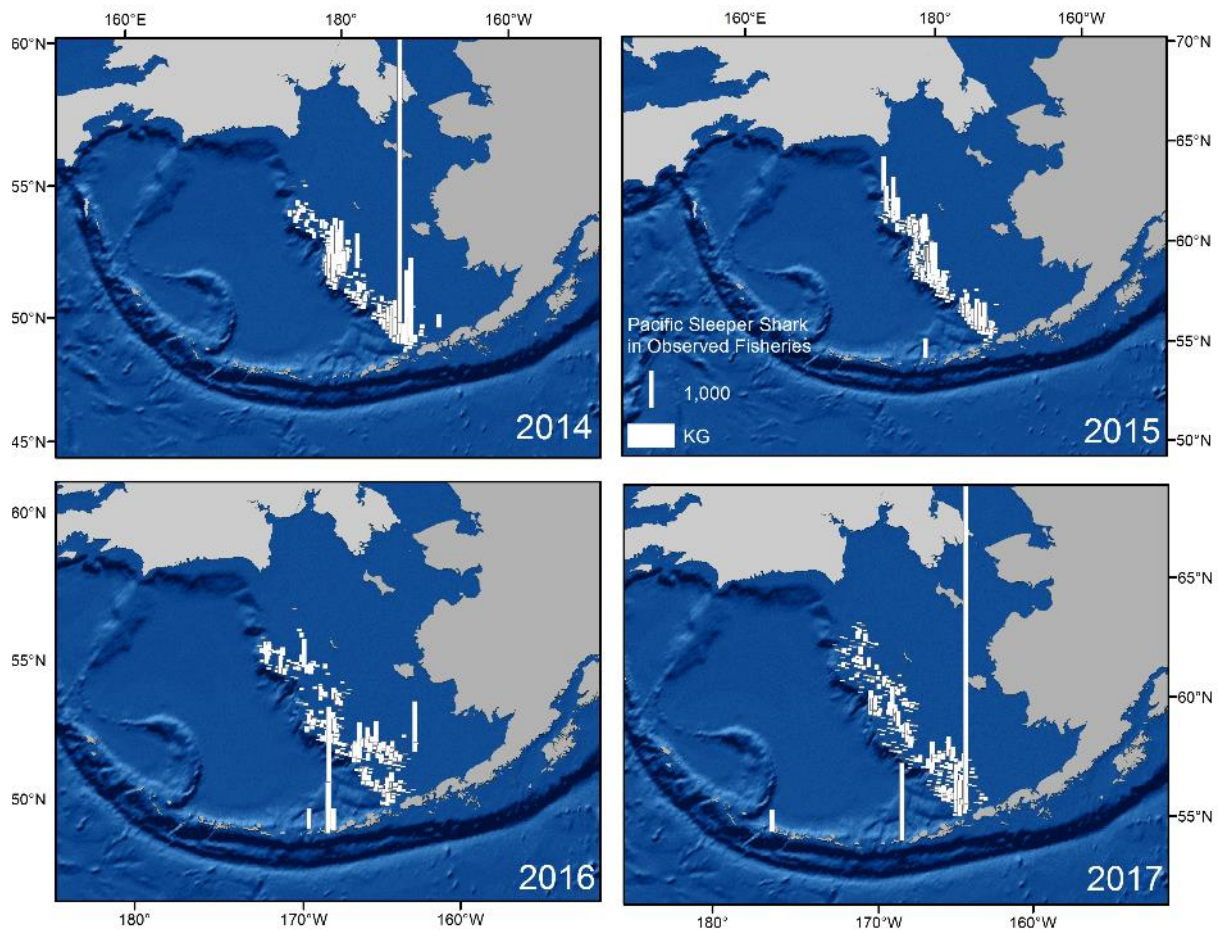 160°E 180° 160°W 160°E 180° 160°W
60°N
55°N
50°N
45°N
2014
70°N
65°N
60°N
55°N
50°N
Pacific Sleeper Shark
in Observed Fisheries
1,000
KG
2015
60°N
55°N
50°N
2016
180° 170°W 160°W
65°N
60°N
55°N
2017
180° 170°W 160°W